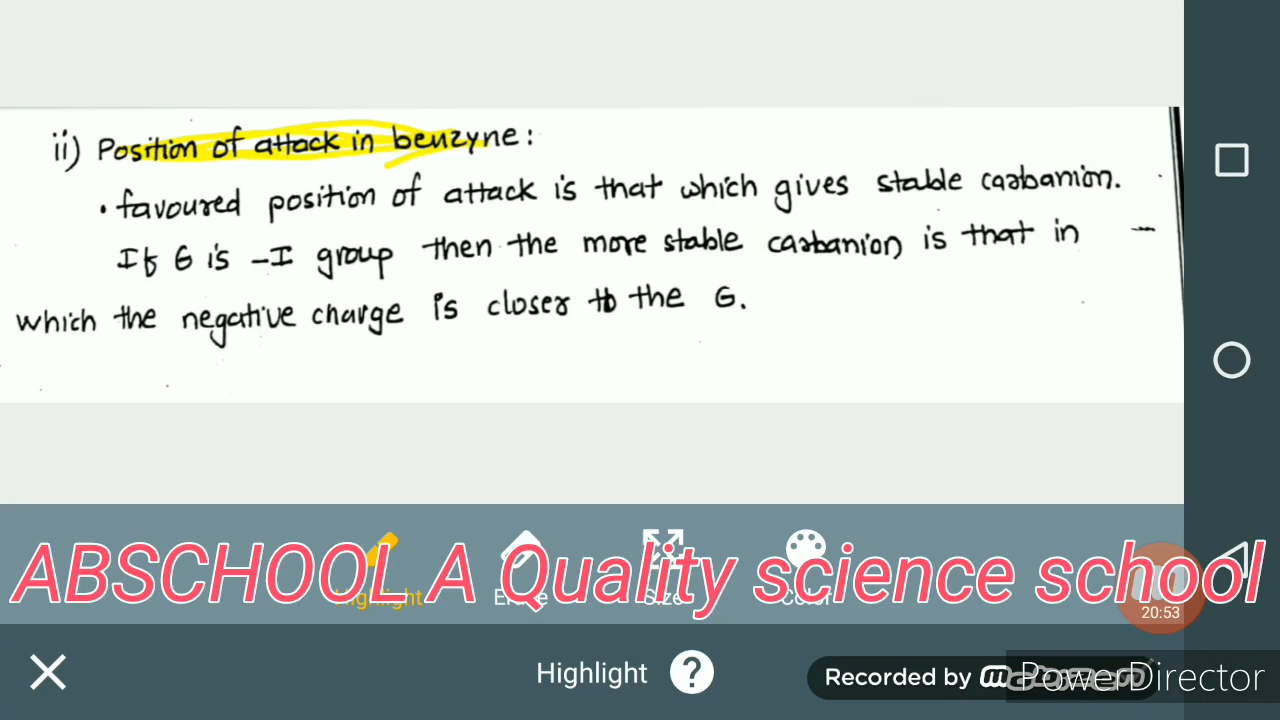 ii) Position of attack in benzyne:
• favoured position of attack is that which gives stable carbanion.
If G is -I group then the more stable carbanion is that in
which the negative charge is closer to the G.
ABSCHOOL A Quality science school
Highlight
Erase
Size
Color
20:53
Highlight ?
Recorded by
PowerDirector